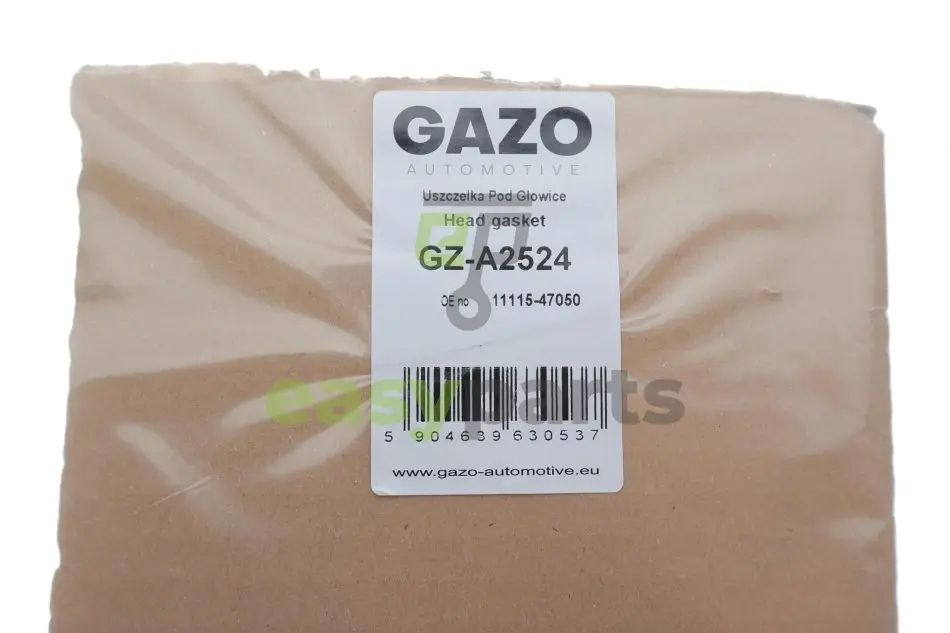 GAZO
AUTOMOTIVE
Uszczelka Pod Głowice
Head gasket
GZ-A2524
OE no 11115-47050
easyparts
5 904639 630537
www.gazo-automotive.eu